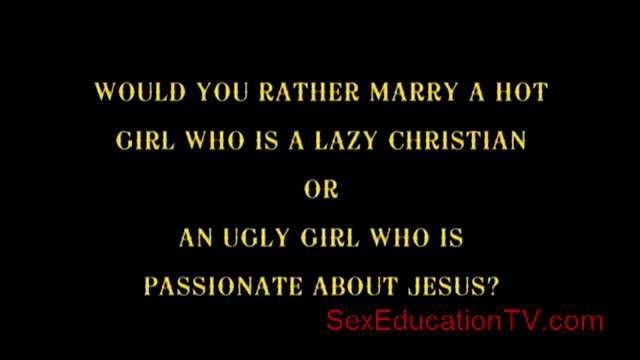 WOULD YOU RATHER MARRY A HOT
GIRL WHO IS A LAZY CHRISTIAN
OR
AN UGLY GIRL WHO IS
PASSIONATE ABOUT JESUS?
SexEducationTV.com